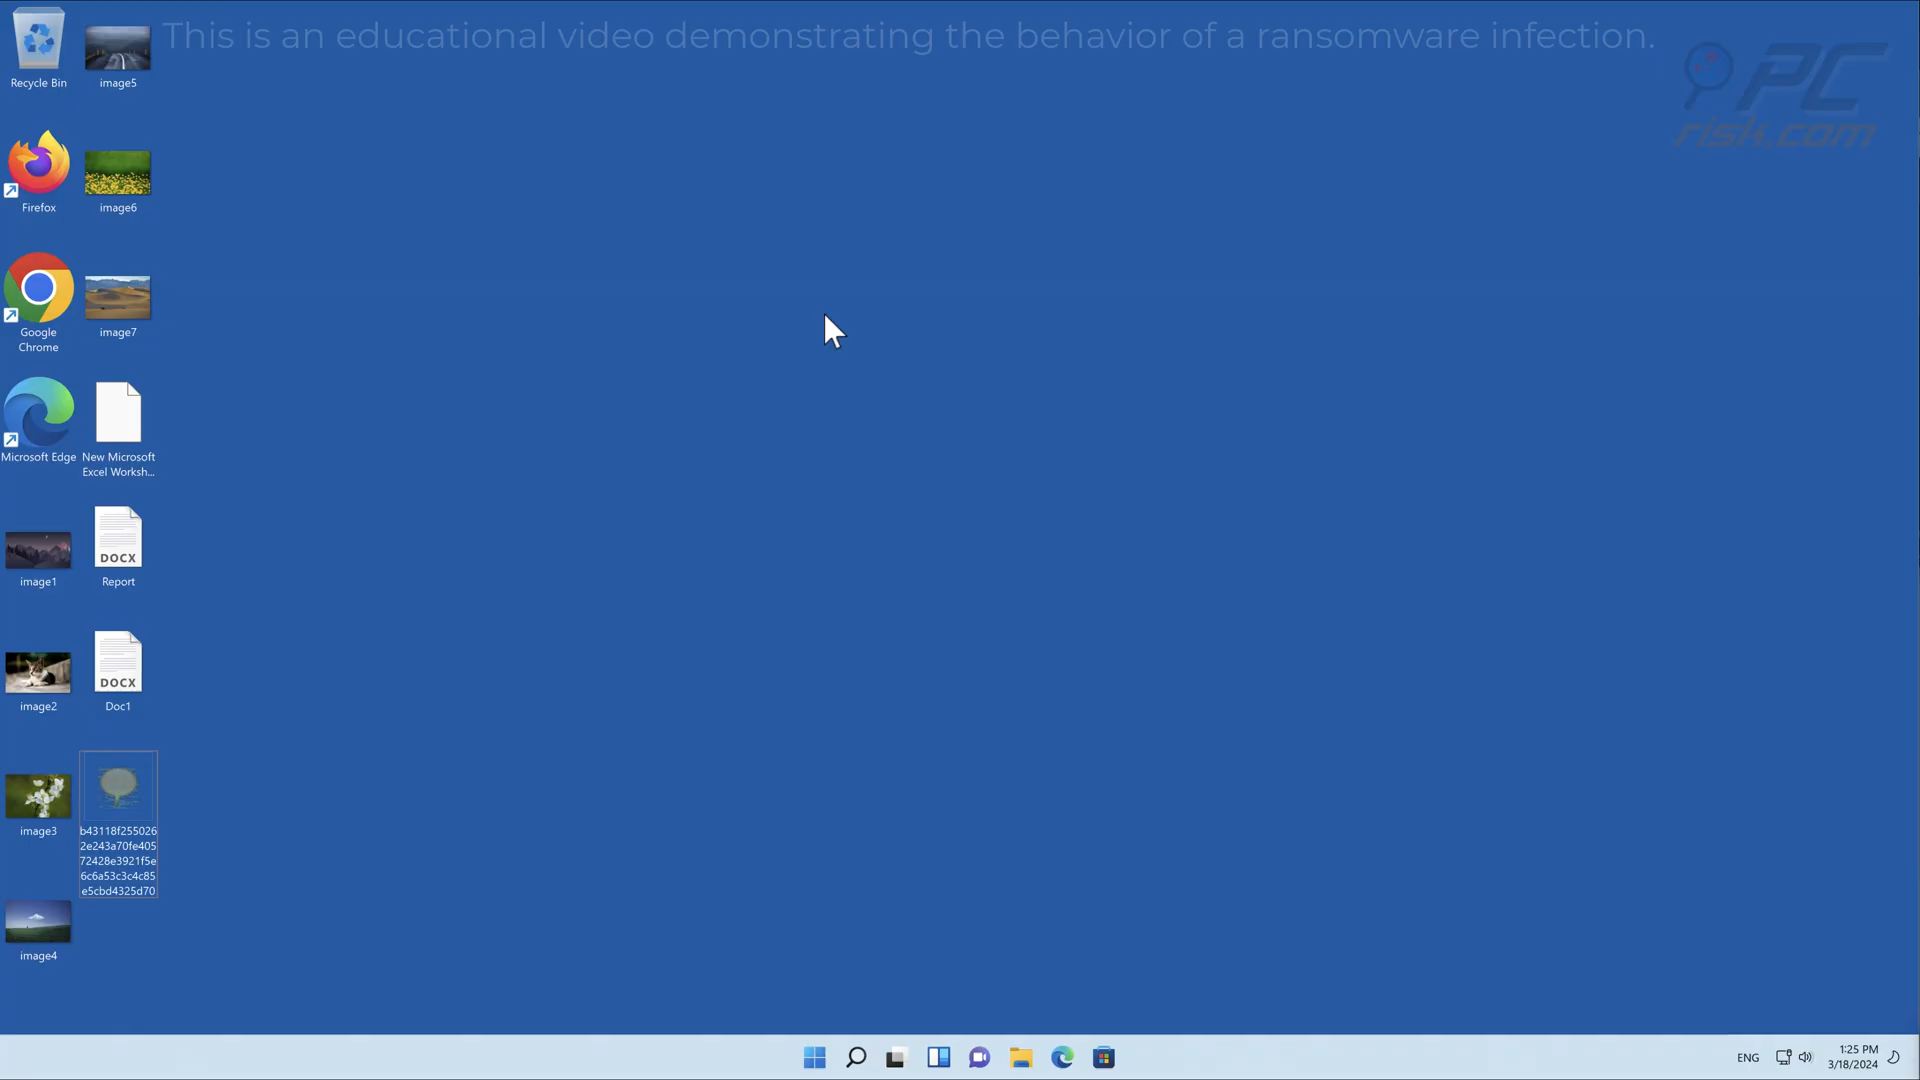 This is an educational video demonstrating the behavior of a ransomware infection.
PC
risk.com
Recycle Bin
image5
Firefox
image6
Google
Chrome
image7
Microsoft Edge
New Microsoft
Excel Worksh...
image1
DOCX
Report
image2
DOCX
Doc1
image3
b43118f255026
2e243a70fe405
72428e3921f5e
6c6a53c3c4c85
e5cbd4325d70
image4
ENG
1:25 PM
3/18/2024